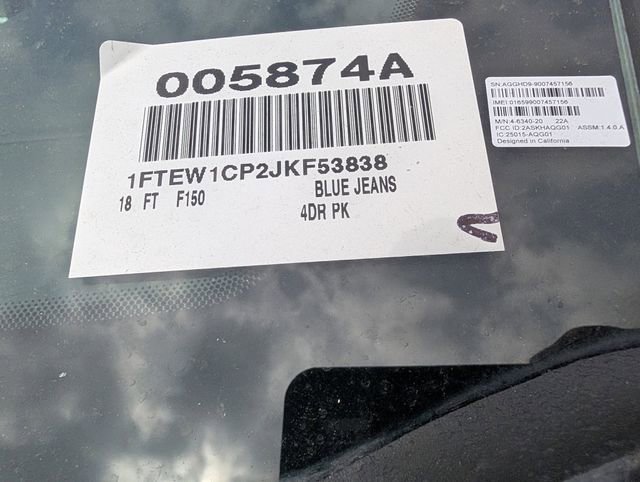 005874A
1FTEW1CP2JKF53838
18 FT F150 BLUE JEANS
4DR PK
SN:AQGHD9-9007457156
IMEI:016599007457156
M/N:4-6340-20 22A
FCC ID:2ASKHAQG01 ASSM:1.4.0.A
IC:25015-AQG01
Designed in California